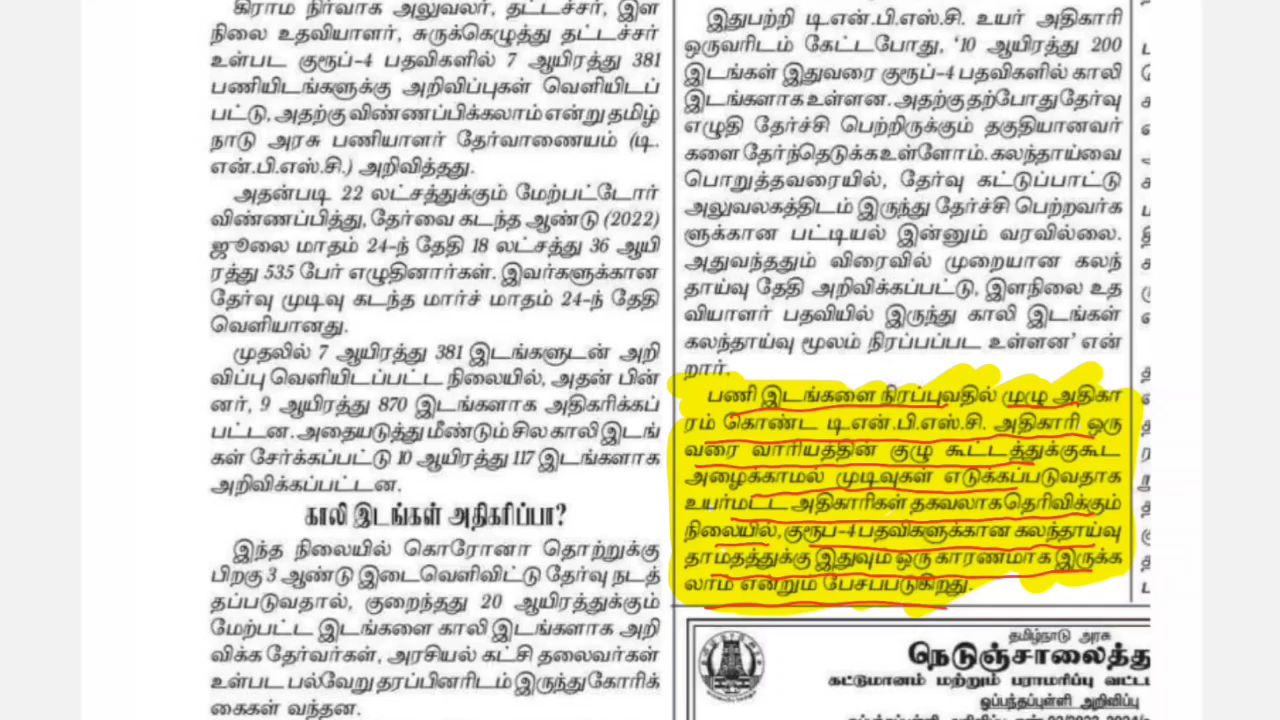 கிராம நிர்வாக அலுவலர், தட்டச்சர், இள
நிலை உதவியாளர், சுருக்கெழுத்து தட்டச்சர்
உள்பட குரூப்-4 பதவிகளில் 7 ஆயிரத்து 381
பணியிடங்களுக்கு அறிவிப்புகள் வெளியிடப்
பட்டு, அதற்கு விண்ணப்பிக்கலாம் என்று தமிழ்
நாடு அரசு பணியாளர் தேர்வாணையம் (டி.
என்.பி.எஸ்.சி.) அறிவித்தது.
அதன்படி 22 லட்சத்துக்கும் மேற்பட்டோர்
விண்ணப்பித்து, தேர்வை கடந்த ஆண்டு (2022)
ஜூலை மாதம் 24-ந் தேதி 18 லட்சத்து 36 ஆயி
ரத்து 535 பேர் எழுதினார்கள். இவர்களுக்கான
தேர்வு முடிவு கடந்த மார்ச் மாதம் 24-ந் தேதி
வெளியானது.
முதலில் 7 ஆயிரத்து 381 இடங்களுடன் அறி
விப்பு வெளியிடப்பட்ட நிலையில், அதன் பின்
னர், 9 ஆயிரத்து 870 இடங்களாக அதிகரிக்கப்
பட்டன. அதையடுத்து மீண்டும் சில காலி இடங்
கள் சேர்க்கப்பட்டு 10 ஆயிரத்து 117 இடங்களாக
அறிவிக்கப்பட்டன.
காலி இடங்கள் அதிகரிப்பா?
இந்த நிலையில் கொரோனா தொற்றுக்கு
பிறகு 3 ஆண்டு இடைவெளிவிட்டு தேர்வு நடத்
தப்படுவதால், குறைந்தது 20 ஆயிரத்துக்கும்
மேற்பட்ட இடங்களை காலி இடங்களாக அறி
விக்க தேர்வர்கள், அரசியல் கட்சி தலைவர்கள்
உள்பட பல்வேறு தரப்பினரிடம் இருந்து கோரிக்
கைகள் வந்தன.
இதுபற்றி டி.என்.பி.எஸ்.சி. உயர் அதிகாரி
ஒருவரிடம் கேட்டபோது, '10 ஆயிரத்து 200
இடங்கள் இதுவரை குரூப்-4 பதவிகளில் காலி
இடங்களாக உள்ளன. அதற்கு தற்போது தேர்வு
எழுதி தேர்ச்சி பெற்றிருக்கும் தகுதியானவர்
களை தேர்ந்தெடுக்க உள்ளோம். கலந்தாய்வை
பொறுத்தவரையில், தேர்வு கட்டுப்பாட்டு
அலுவலகத்திடம் இருந்து தேர்ச்சி பெற்றவர்க
ளுக்கான பட்டியல் இன்னும் வரவில்லை.
அதுவந்ததும் விரைவில் முறையான கலந்
தாய்வு தேதி அறிவிக்கப்பட்டு, இளநிலை உத
வியாளர் பதவியில் இருந்து காலி இடங்கள்
கலந்தாய்வு மூலம் நிரப்பப்பட உள்ளன' என்
றார்.
பணி இடங்களை நிரப்புவதில் முழு அதிகா
ரம் கொண்ட டி.என்.பி.எஸ்.சி. அதிகாரி ஒரு
வரை வாரியத்தின் குழு கூட்டத்துக்குகூட
அழைக்காமல் முடிவுகள் எடுக்கப்படுவதாக
உயர்மட்ட அதிகாரிகள் தகவலாக தெரிவிக்கும்
நிலையில், குரூப்-4 பதவிகளுக்கான கலந்தாய்வு
தாமதத்துக்கு இதுவும் ஒரு காரணமாக இருக்க
லாம் என்றும் பேசப்படுகிறது.
தமிழ்நாடு அரசு
நெடுஞ்சாலைத்து
கட்டுமானம் மற்றும் பராமரிப்பு வட்ட
ஒப்பந்தப்புள்ளி அறிவிப்பு